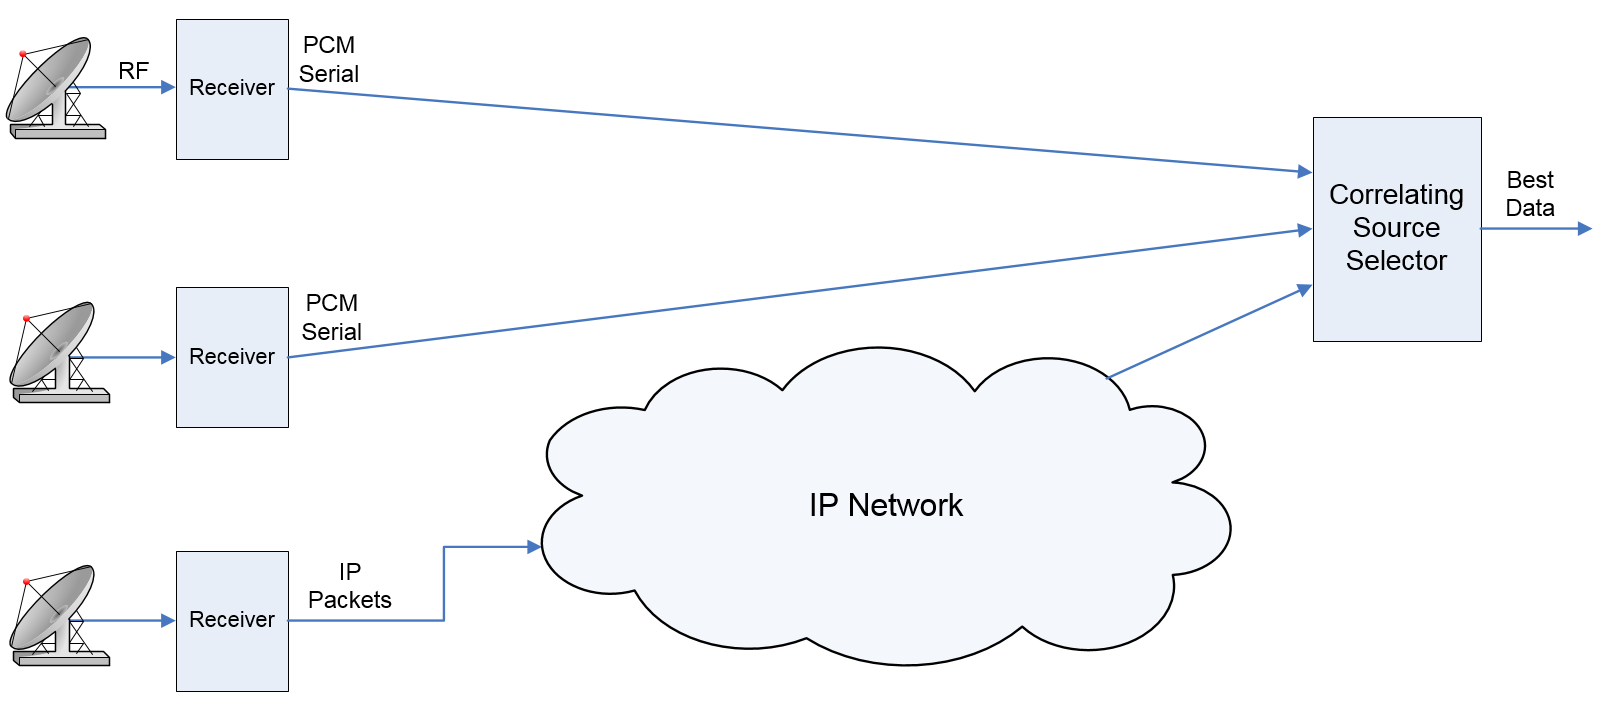 RF
Receiver
PCM
Serial
Correlating
Source
Selector
Best
Data
Receiver
PCM
Serial
IP Network
Receiver
IP
Packets